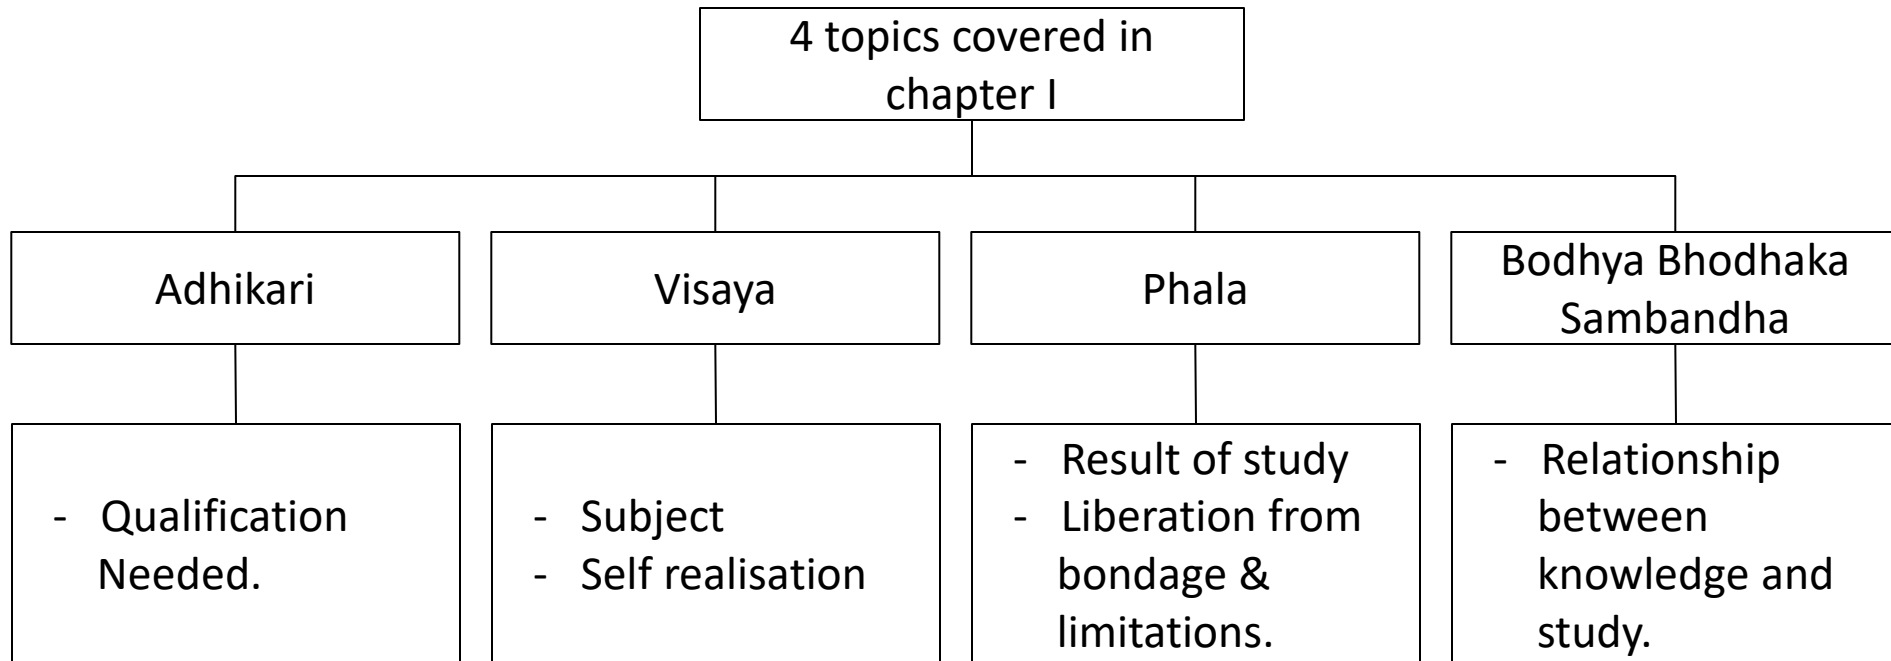 4 topics covered in
chapter I
Adhikari
Visaya
Phala
Bodhya Bhodhaka
Sambandha
- Qualification
Needed.
- Subject
- Self realisation
- Result of study
- Liberation from
bondage &
limitations.
- Relationship
between
knowledge and
study.